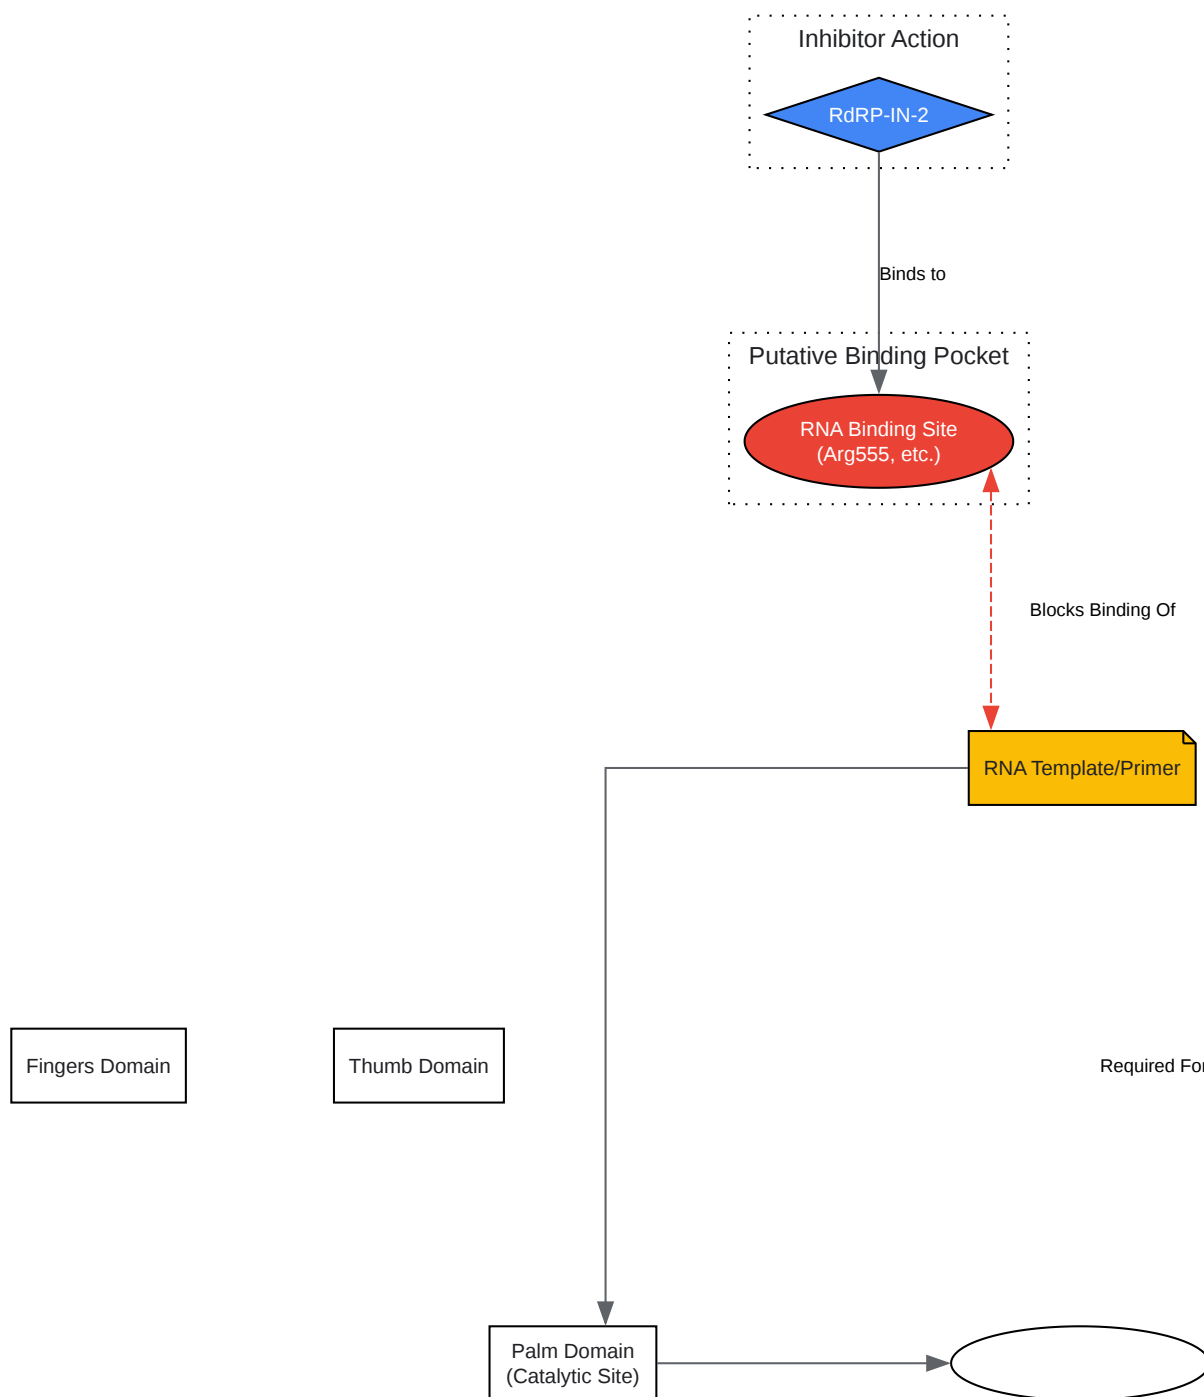 Inhibitor Action
RdRP-IN-2
Binds to
Putative Binding Pocket
RNA Binding Site
(Arg555, etc.)
Blocks Binding Of
RNA Template/Primer
Fingers Domain
Thumb Domain
Required For
Palm Domain
(Catalytic Site)